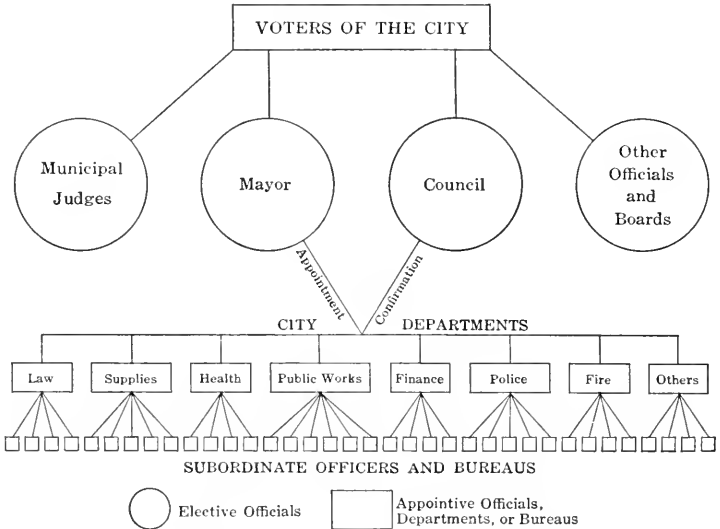 VOTERS OF THE CITY
Municipal
Judges
Mayor
Council
Other
Officials
and
Boards
Appointment
Confirmation
CITY DEPARTMENTS
Law
Supplies
Health
Public Works
Finance
Police
Fire
Others
SUBORDINATE OFFICERS AND BUREAUS
Elective Officials
Appointive Officials,
Departments, or Bureaus